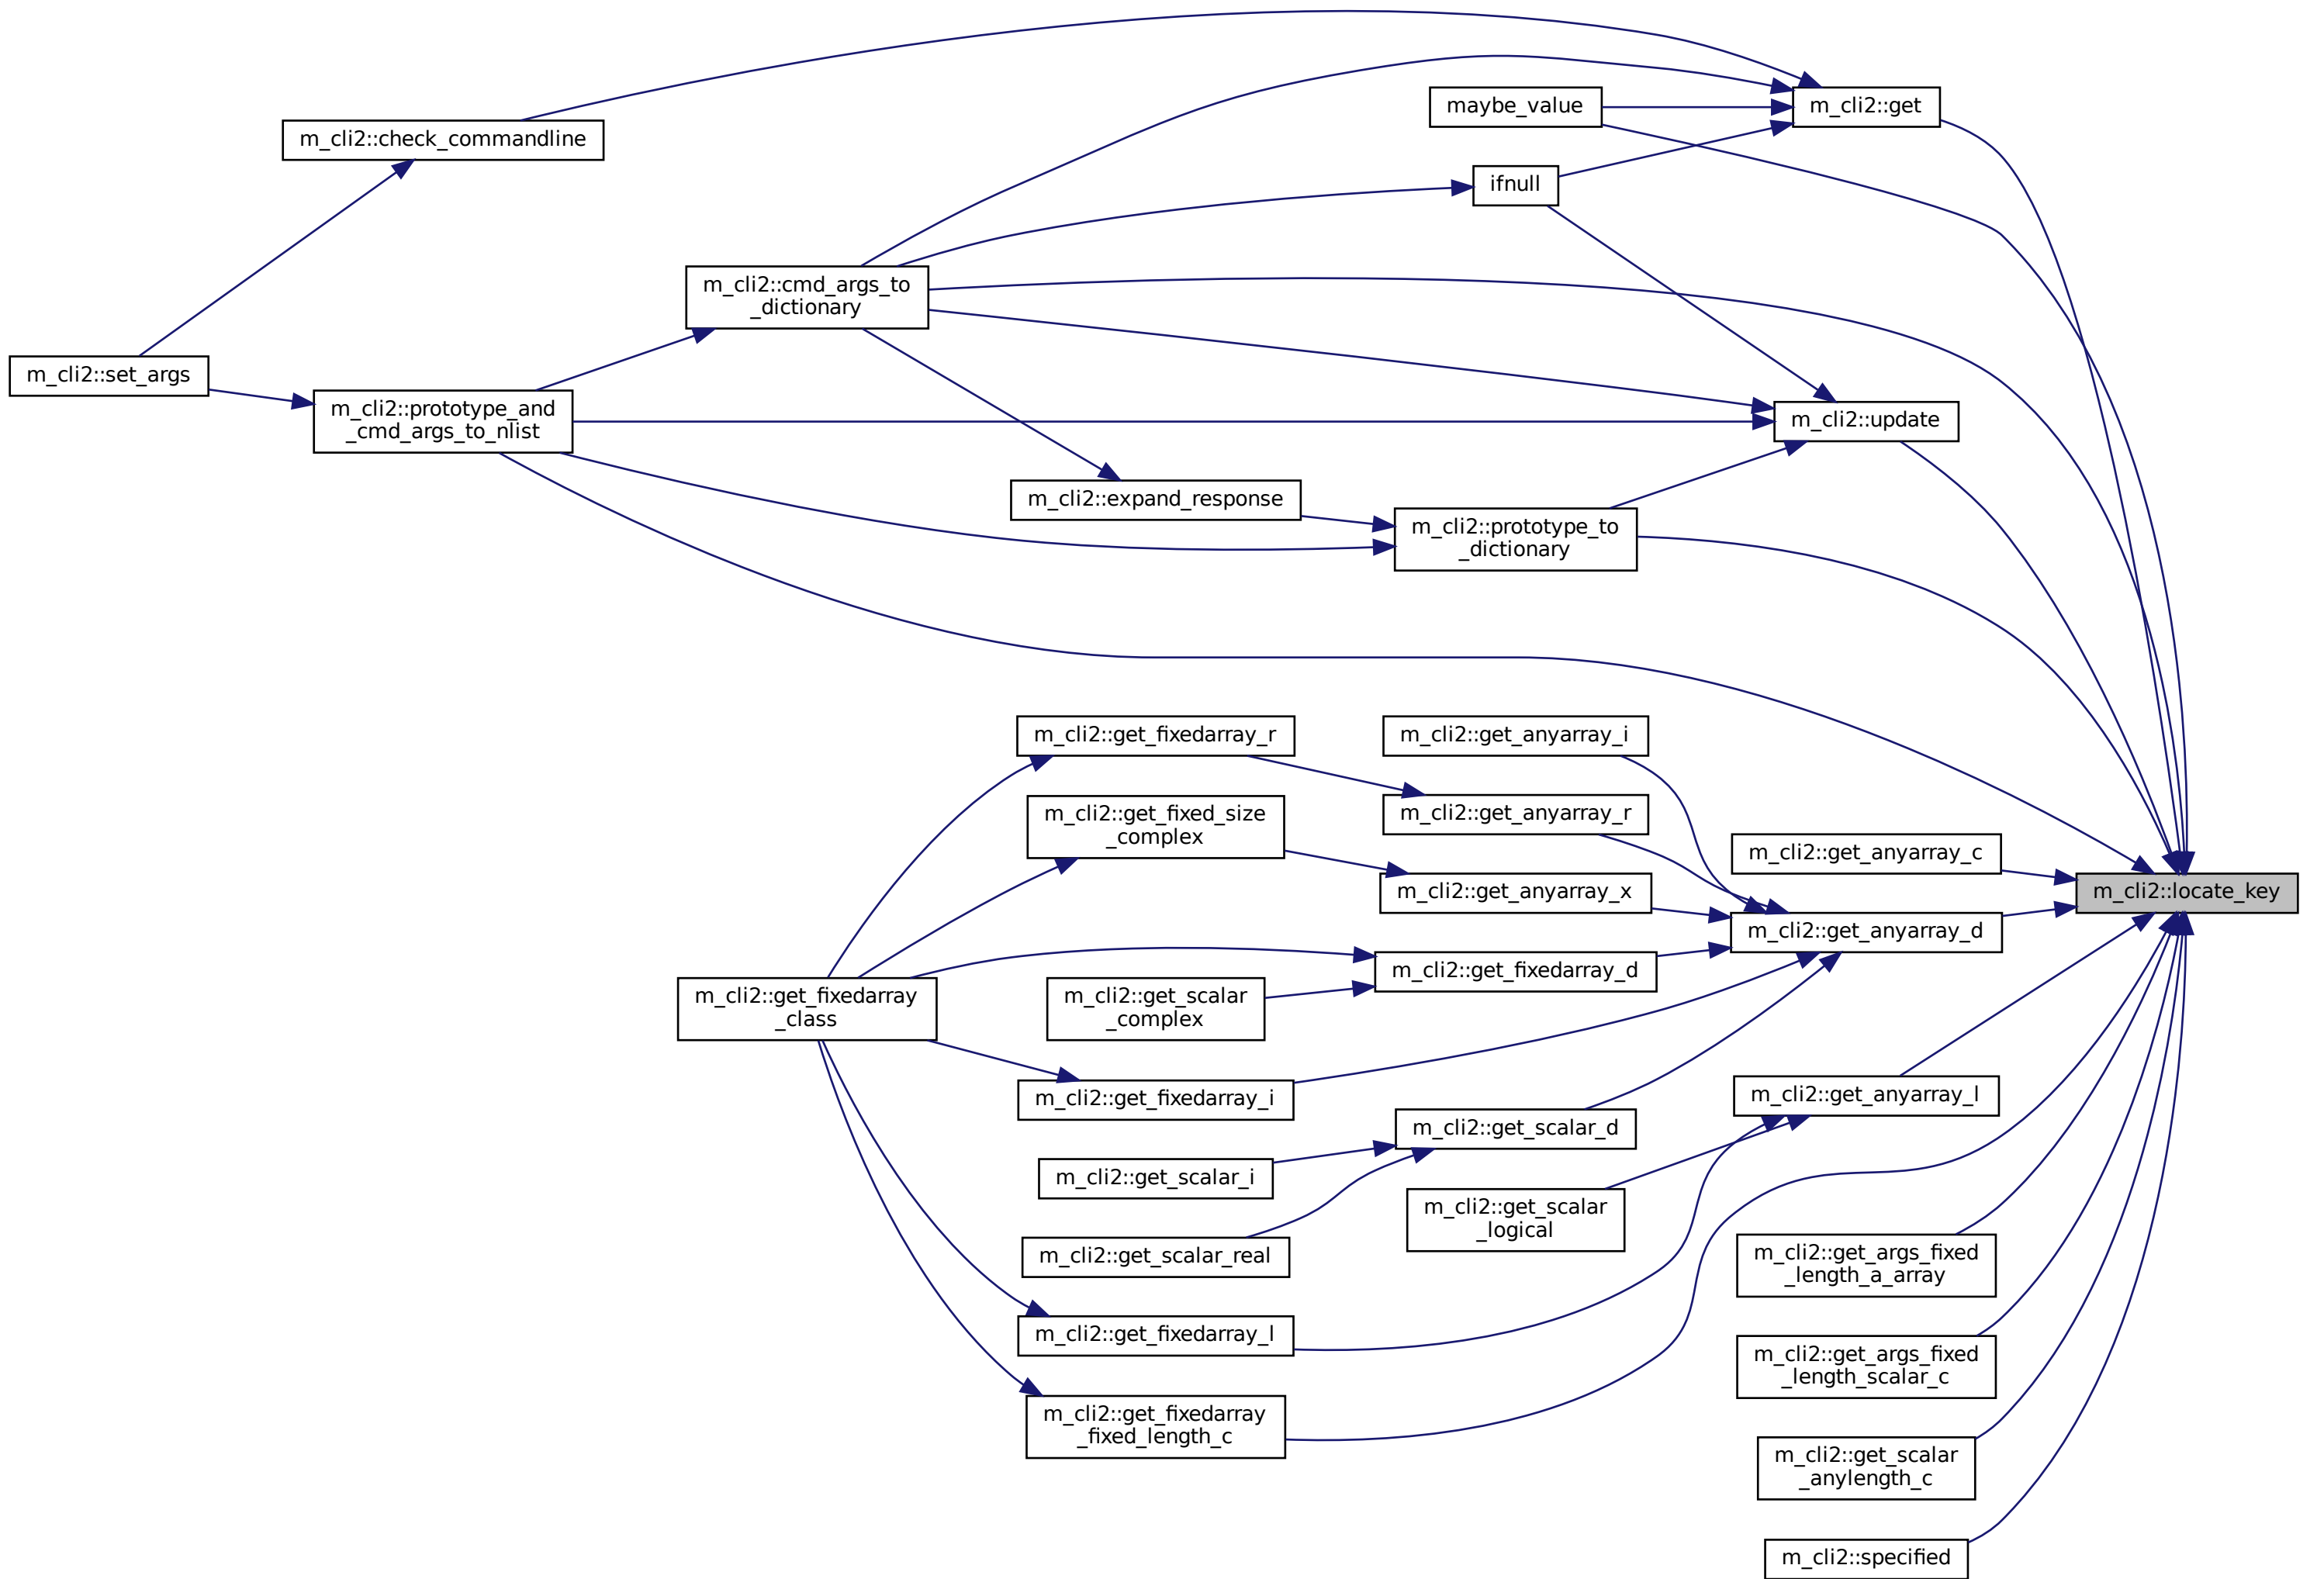 maybe_value
m_cli2::get
m_cli2::check_commandline
ifnull
m_cli2::cmd_args_to
_dictionary
m_cli2::set_args
m_cli2::prototype_and
_cmd_args_to_nlist
m_cli2::update
m_cli2::expand_response
m_cli2::prototype_to
_dictionary
m_cli2::get_fixedarray_r
m_cli2::get_anyarray_i
m_cli2::get_fixed_size
_complex
m_cli2::get_anyarray_r
m_cli2::get_anyarray_c
m_cli2::get_anyarray_x
m_cli2::locate_key
m_cli2::get_anyarray_d
m_cli2::get_fixedarray_d
m_cli2::get_fixedarray
_class
m_cli2::get_scalar
_complex
m_cli2::get_fixedarray_i
m_cli2::get_anyarray_l
m_cli2::get_scalar_d
m_cli2::get_scalar_i
m_cli2::get_scalar
_logical
m_cli2::get_scalar_real
m_cli2::get_args_fixed
_length_a_array
m_cli2::get_fixedarray_l
m_cli2::get_args_fixed
_length_scalar_c
m_cli2::get_fixedarray
_fixed_length_c
m_cli2::get_scalar
_anylength_c
m_cli2::specified